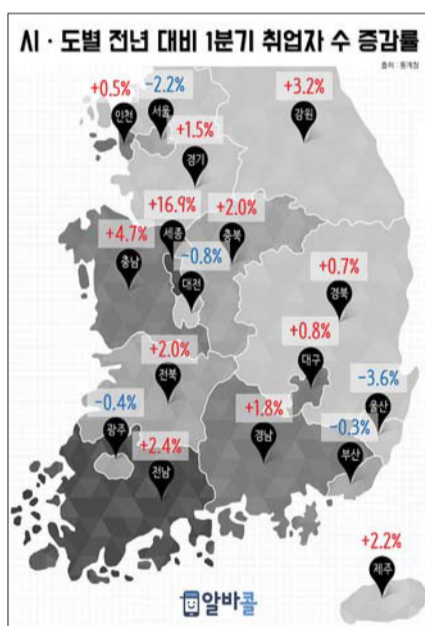 시·도별 전년 대비 1분기 취업자 수 증감률
출처 : 통계청
+0.5%
인천
-2.2%
서울
+3.2%
강원
+1.5%
경기
+16.9%
세종
+2.0%
충북
+4.7%
충남
-0.8%
대전
+0.7%
경북
+0.8%
대구
+2.0%
전북
-3.6%
울산
-0.4%
광주
+1.8%
경남
-0.3%
부산
+2.4%
전남
+2.2%
제주
알바콜